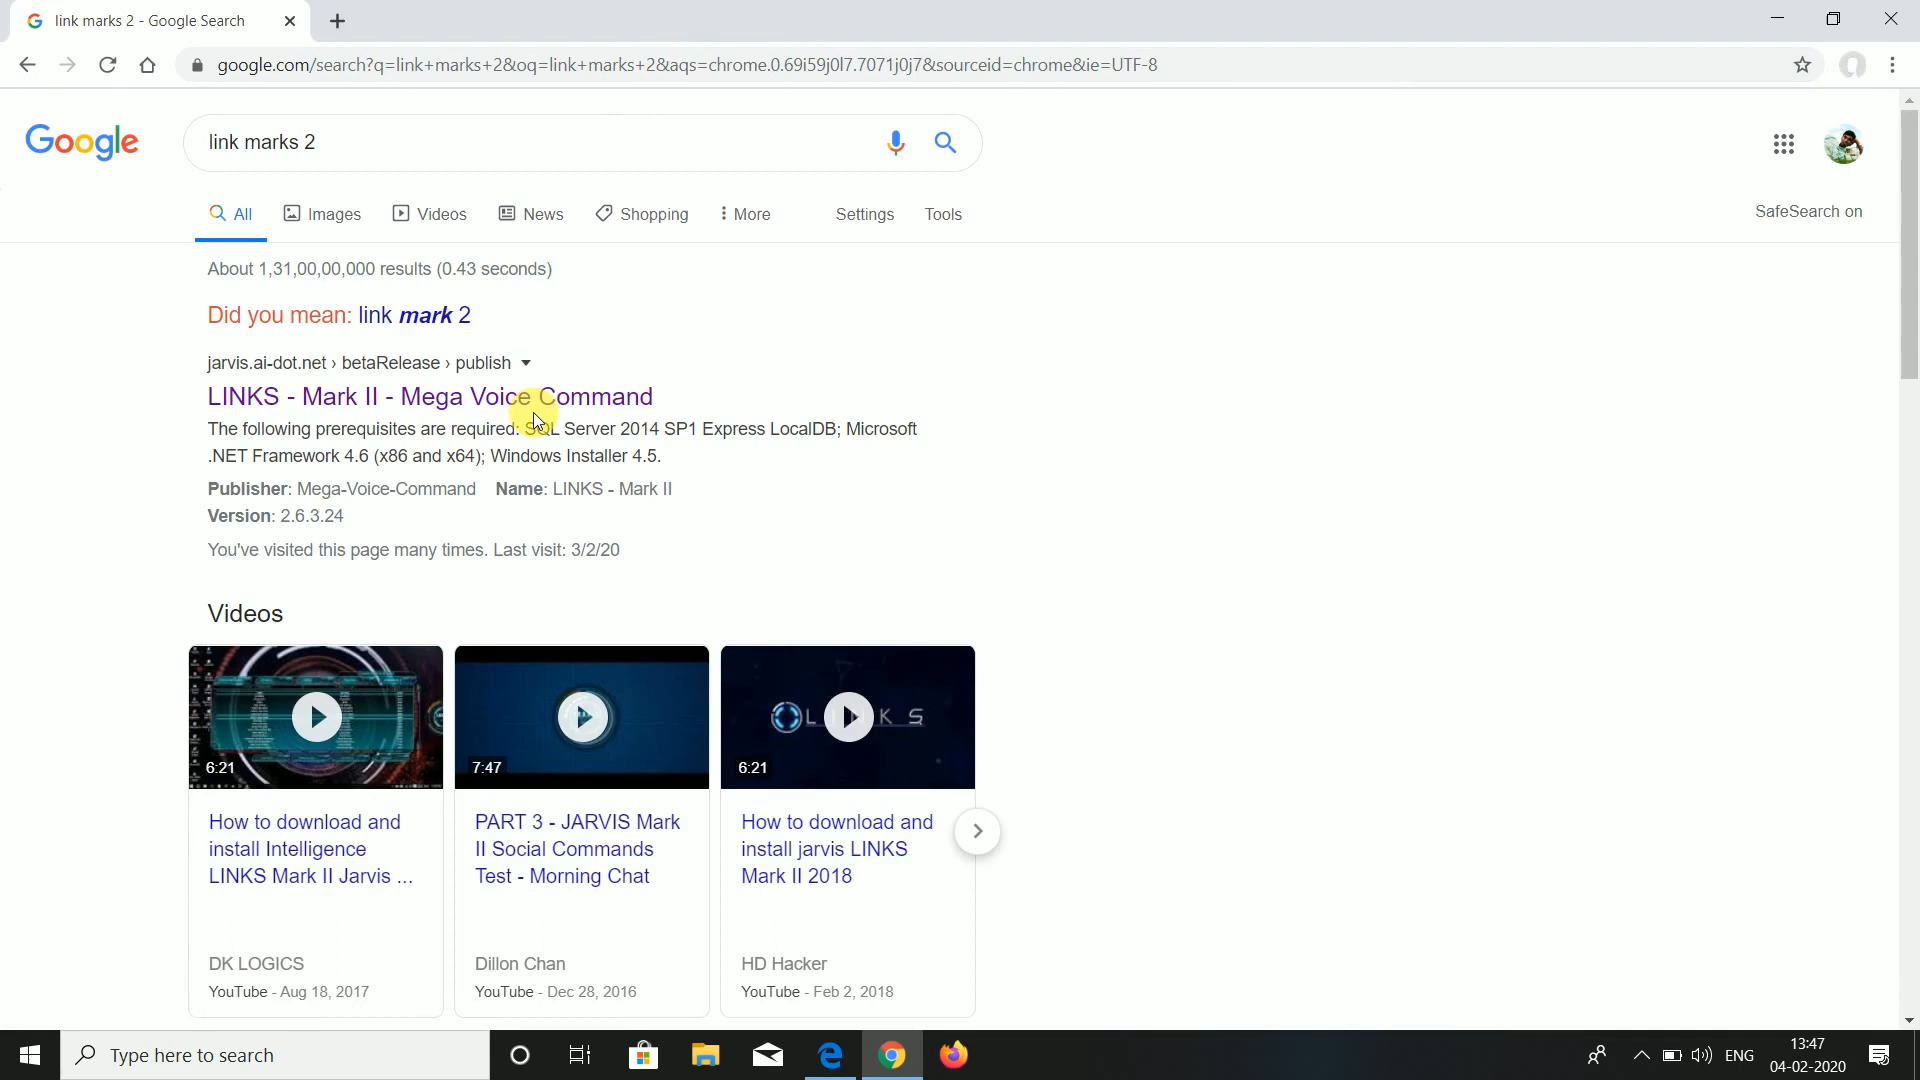 link marks 2 - Google Search
google.com/search?q=link+marks+2&oq=link+marks+2&aqs=chrome.0.69i59j0l7.7071j0j7&sourceid=chrome&ie=UTF-8
Google
link marks 2
All
Images
Videos
News
Shopping
More
Settings
Tools
SafeSearch on
About 1,31,00,00,000 results (0.43 seconds)
Did you mean: link mark 2
jarvis.ai-dot.net › betaRelease › publish
LINKS - Mark II - Mega Voice Command
The following prerequisites are required: SQL Server 2014 SP1 Express LocalDB; Microsoft
.NET Framework 4.6 (x86 and x64); Windows Installer 4.5.
Publisher: Mega-Voice-Command Name: LINKS - Mark II
Version: 2.6.3.24
You've visited this page many times. Last visit: 3/2/20
Videos
6:21
How to download and
install Intelligence
LINKS Mark II Jarvis ...
DK LOGICS
YouTube - Aug 18, 2017
7:47
PART 3 - JARVIS Mark
II Social Commands
Test - Morning Chat
Dillon Chan
YouTube - Dec 28, 2016
6:21
How to download and
install jarvis LINKS
Mark II 2018
HD Hacker
YouTube - Feb 2, 2018
Type here to search
ENG
13:47
04-02-2020